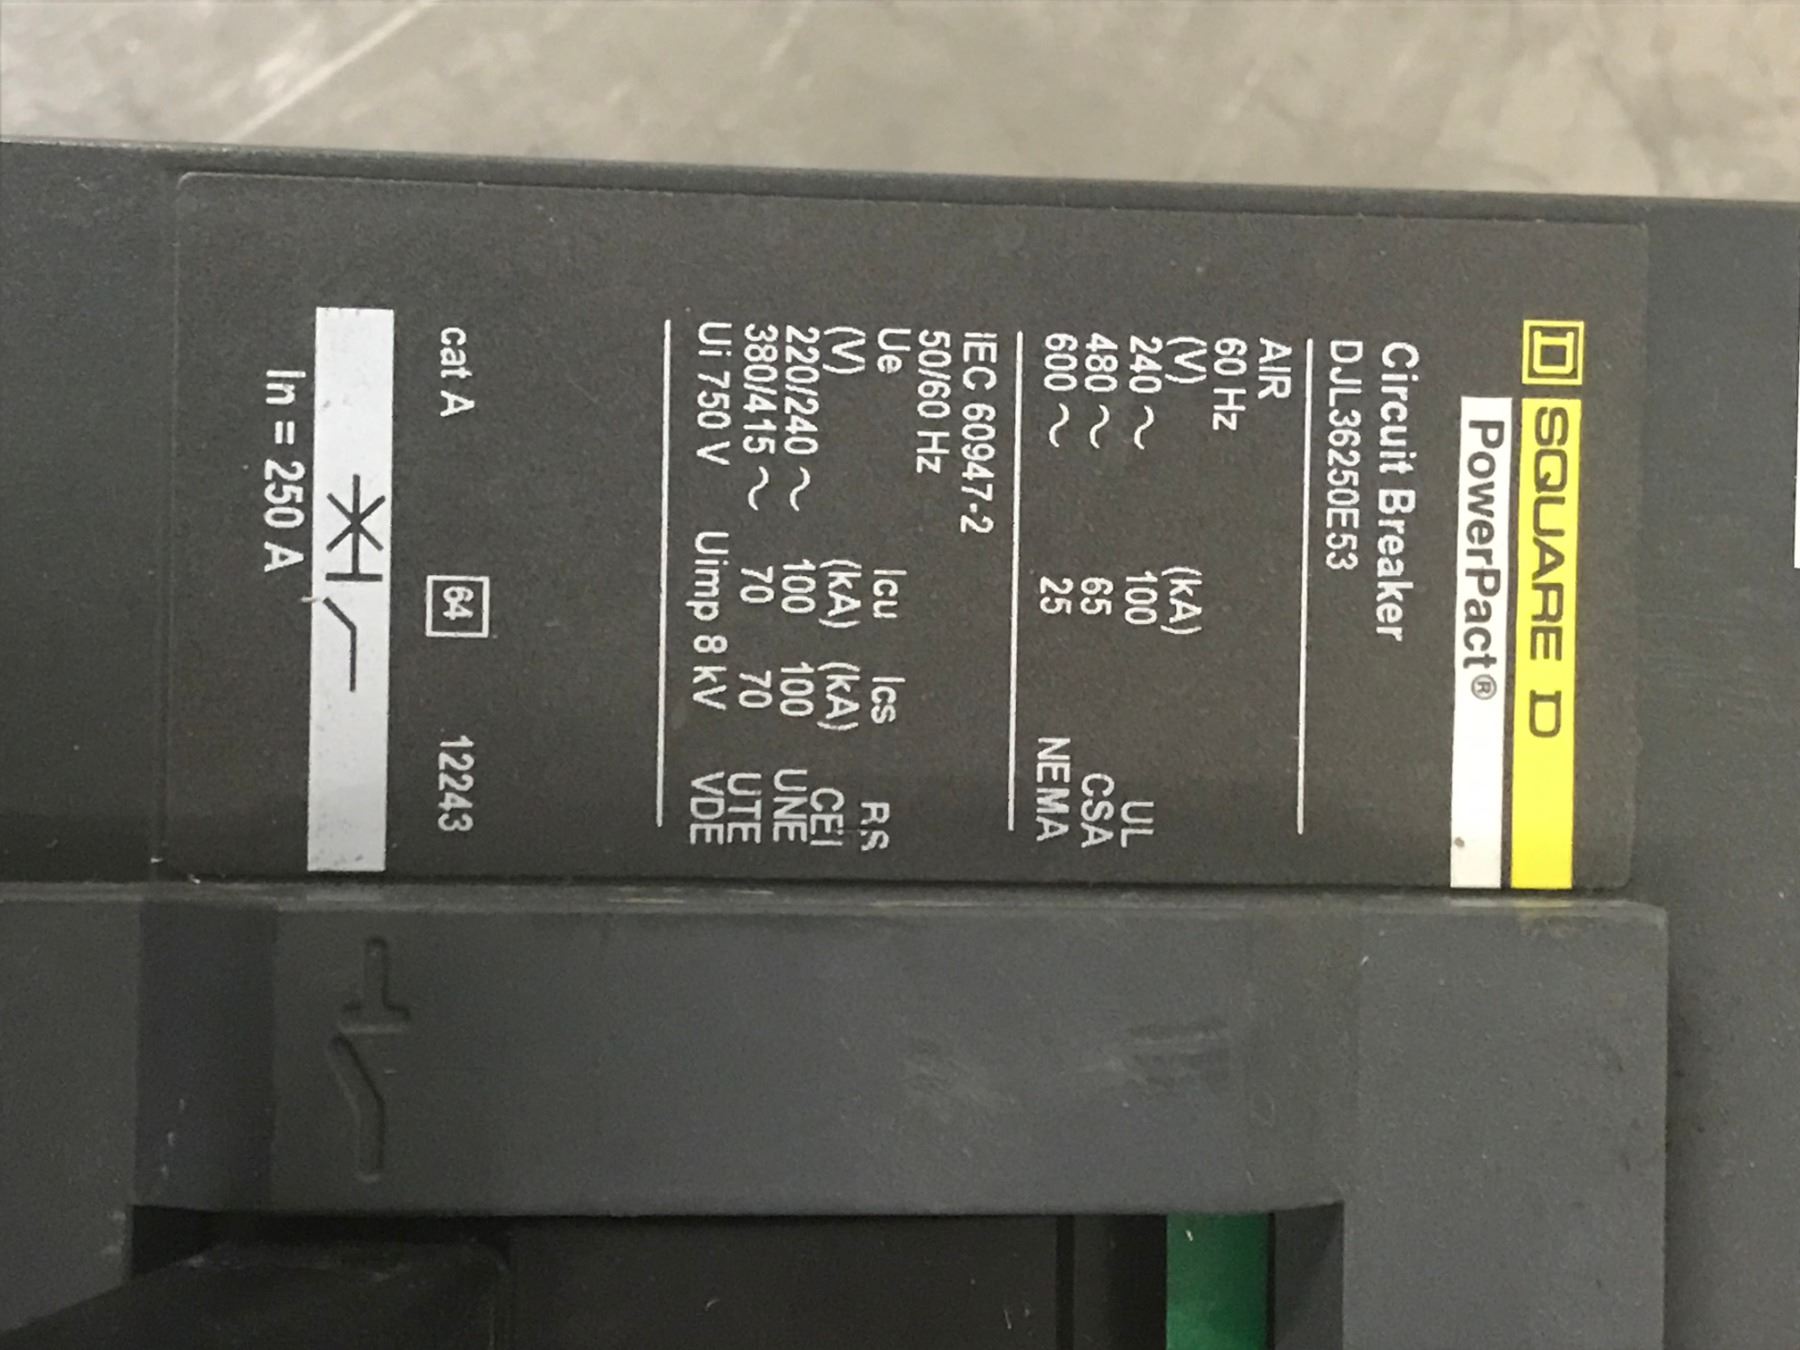 SQUARE D
PowerPact®
Circuit Breaker
DJL36250E53
AIR
60 Hz
(V) (kA)
240 ~ 100 UL
480 ~ 65 CSA
600 ~ 25 NEMA
IEC 60947-2
50/60 Hz
Ue Icu Ics BS
(V) (kA) (kA) CEI
220/240 ~ 100 100 UNE
380/415 ~ 70 70 UTE
Ui 750 V Uimp 8 kV VDE
cat A 64 12243
In = 250 A